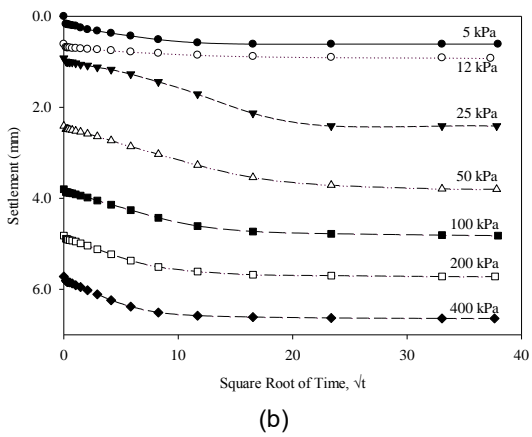 0.0
2.0
4.0
6.0
Settlement (mm)
5 kPa
12 kPa
25 kPa
50 kPa
100 kPa
200 kPa
400 kPa
0
10
20
30
40
Square Root of Time, √t
(b)